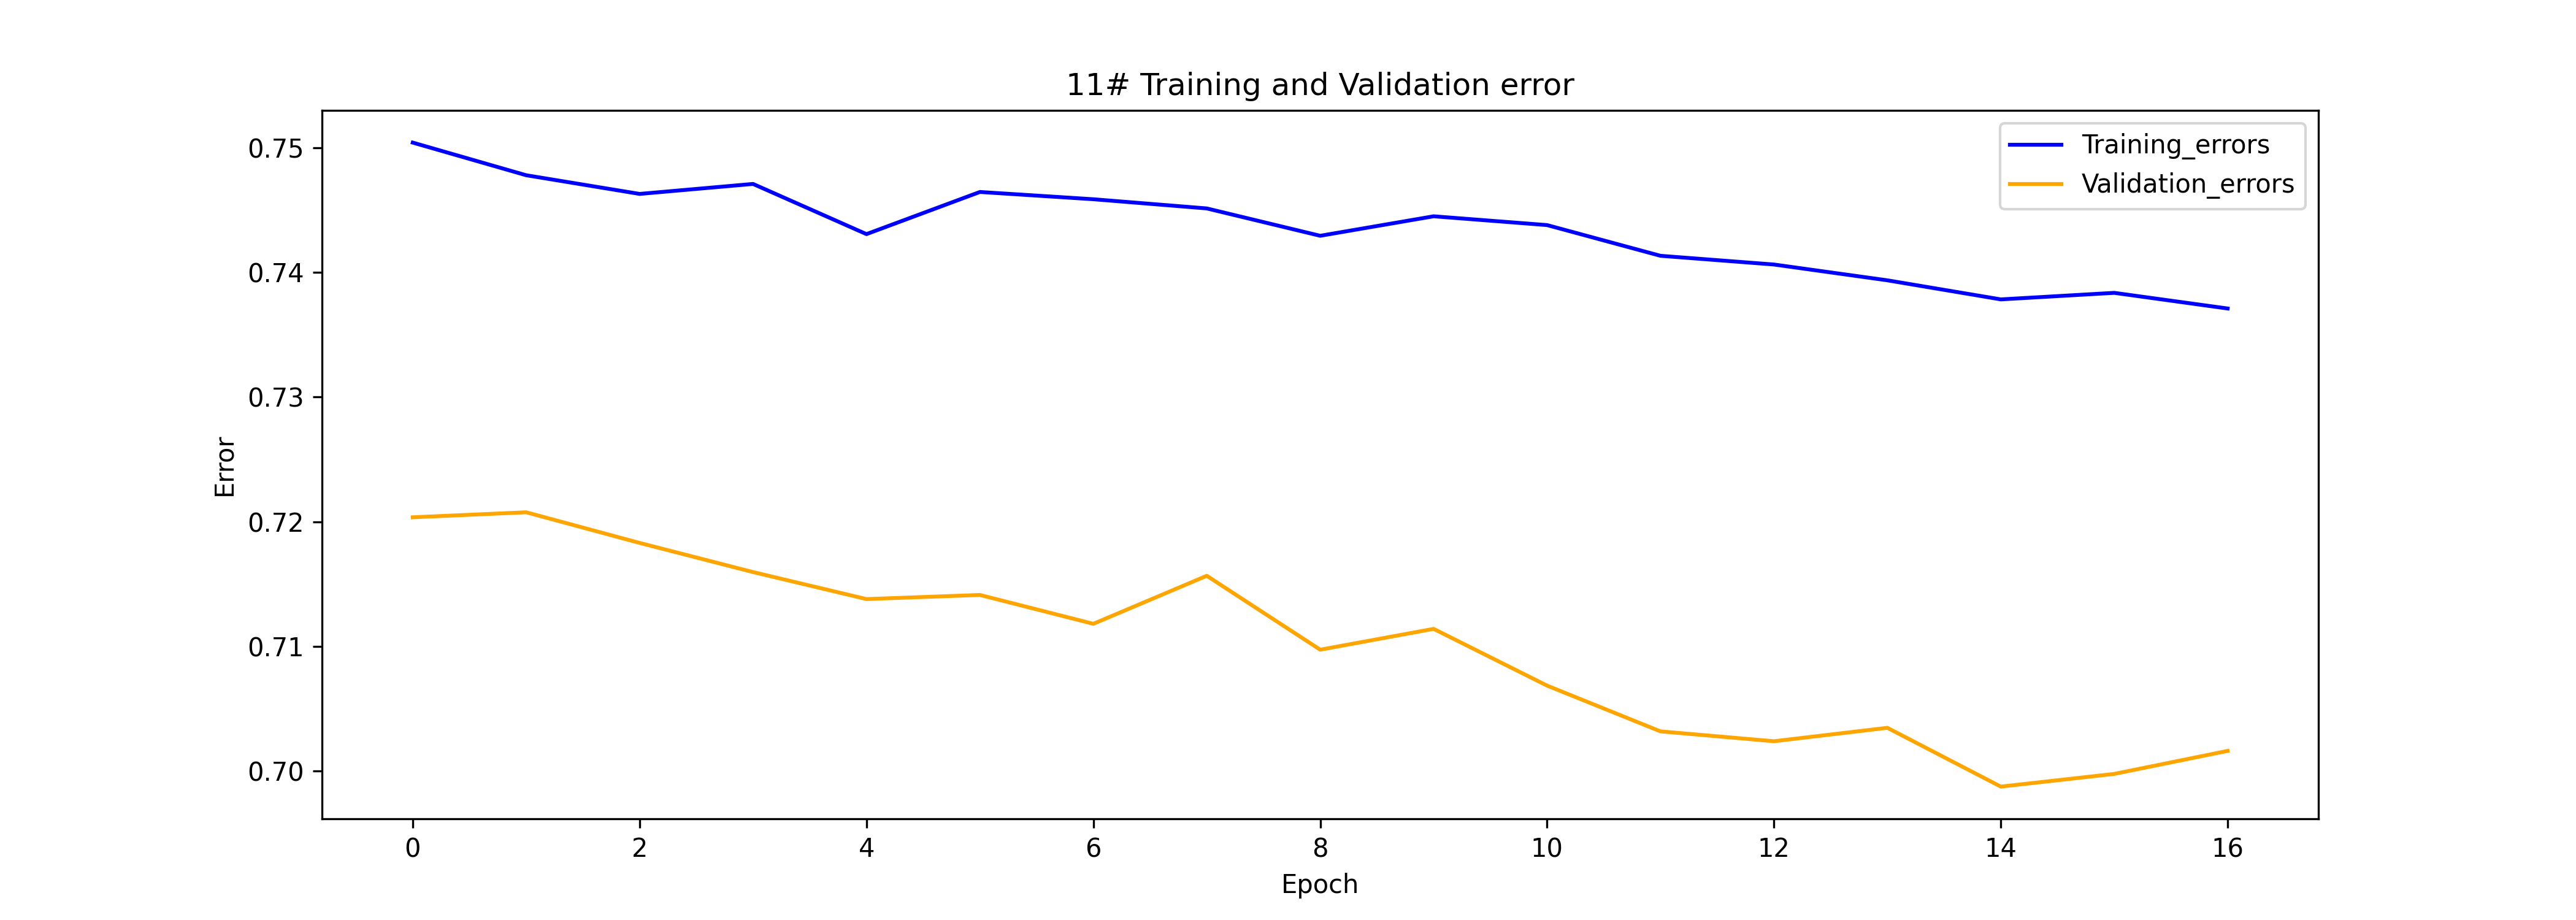 11# Training and Validation error
Training_errors
Validation_errors
0.75
0.74
0.73
0.72
0.71
0.70
Error
0 2 4 6 8 10 12 14 16
Epoch